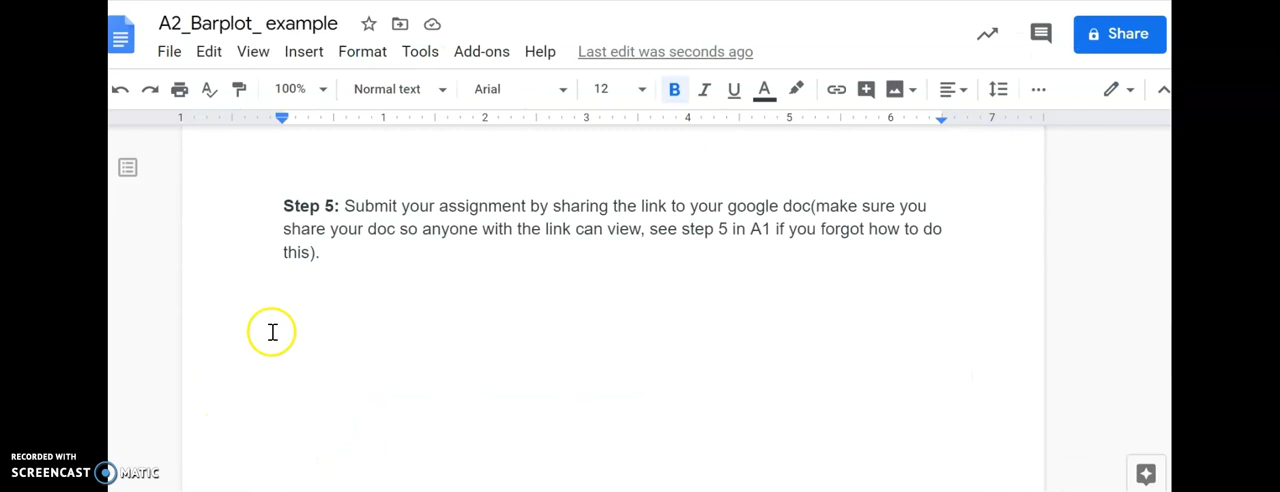 A2_Barplot_ example
File Edit View Insert Format Tools Add-ons Help Last edit was seconds ago
Share
100% Normal text Arial 12 B I U A
1 1 2 3 4 5 6 7
Step 5: Submit your assignment by sharing the link to your google doc(make sure you
share your doc so anyone with the link can view, see step 5 in A1 if you forgot how to do
this).
RECORDED WITH
SCREENCAST MATIC